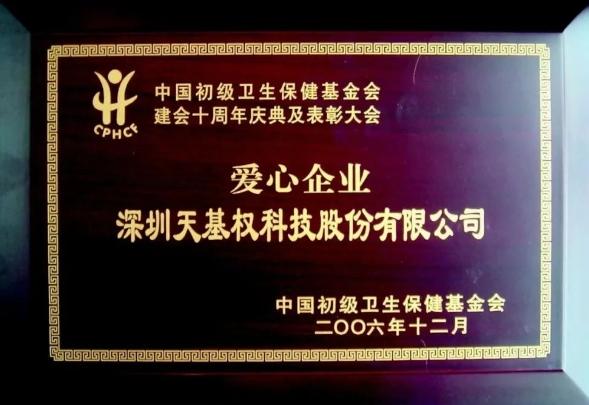 中国初级卫生保健基金会
建会十周年庆典及表彰大会
CPHCF
爱心企业
深圳天基权科技股份有限公司
中国初级卫生保健基金会
二〇〇六年十二月